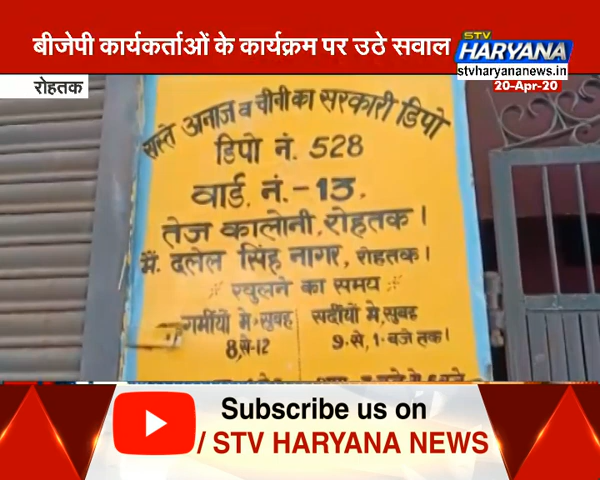 बीजेपी कार्यकर्ताओं के कार्यक्रम पर उठे सवाल
STV
HARYANA
stvharyananews.in
20-Apr-20
रोहतक
सस्ते अनाज व चीनी का सरकारी डिपो
डिपो नं. 528
वार्ड. नं.-13.
तेज कालोनी, रोहतक।
मै. दलेल सिंह नागर, रोहतक।
खुलने का समय
गर्मीयों मे. सुबह
8, से-12
सर्दीयों मे, सुबह
9-से, 1-बजे तक।
Subscribe us on
/ STV HARYANA NEWS